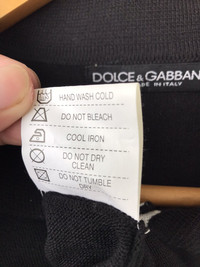 DOLCE & GABBAN
MADE IN ITALY
HAND WASH COLD
DO NOT BLEACH
COOL IRON
DO NOT DRY
CLEAN
DO NOT TUMBLE
DRY